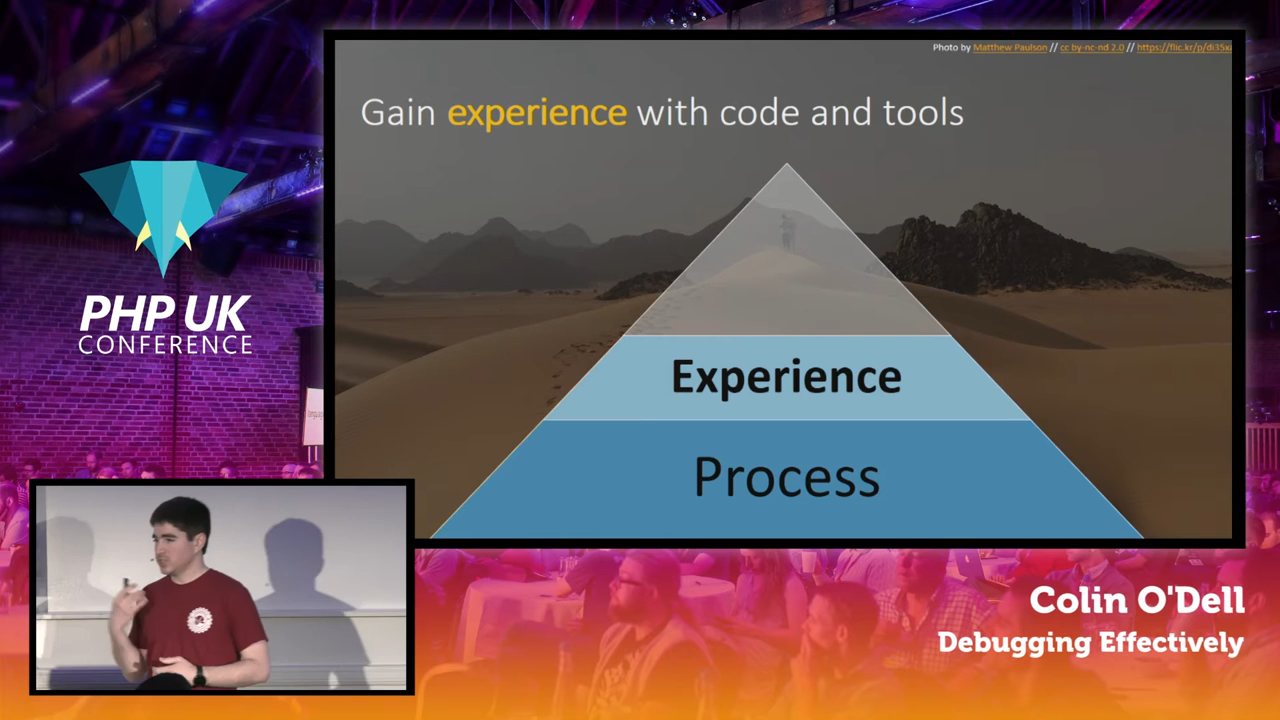 Photo by Matthew Paulson // cc by-nc-nd 2.0 //
Gain experience with code and tools
PHP UK
CONFERENCE
Experience
Process
Colin O'Dell
Debugging Effectively